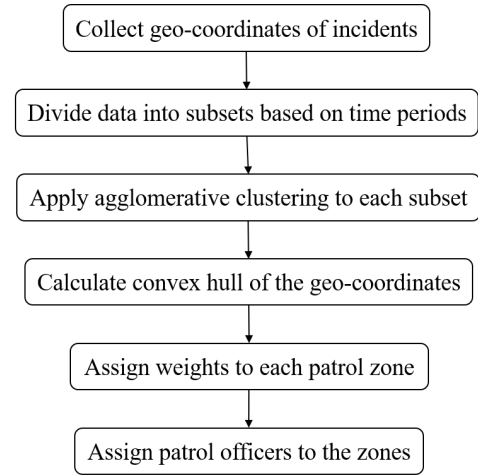 Collect geo-coordinates of incidents
Divide data into subsets based on time periods
Apply agglomerative clustering to each subset
Calculate convex hull of the geo-coordinates
Assign weights to each patrol zone
Assign patrol officers to the zones